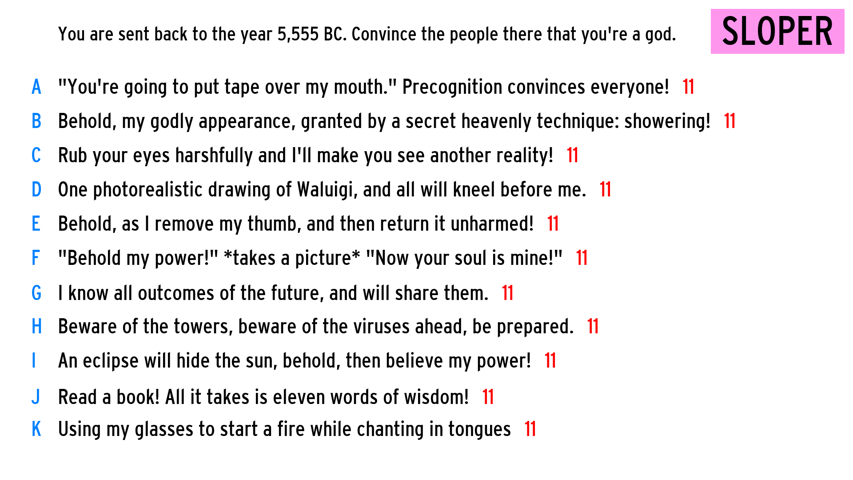 You are sent back to the year 5,555 BC. Convince the people there that you're a god.
SLOPER
A "You're going to put tape over my mouth." Precognition convinces everyone! 11
B Behold, my godly appearance, granted by a secret heavenly technique: showering! 11
C Rub your eyes harshfully and I'll make you see another reality! 11
D One photorealistic drawing of Waluigi, and all will kneel before me. 11
E Behold, as I remove my thumb, and then return it unharmed! 11
F "Behold my power!" *takes a picture* "Now your soul is mine!" 11
G I know all outcomes of the future, and will share them. 11
H Beware of the towers, beware of the viruses ahead, be prepared. 11
I An eclipse will hide the sun, behold, then believe my power! 11
J Read a book! All it takes is eleven words of wisdom! 11
K Using my glasses to start a fire while chanting in tongues 11